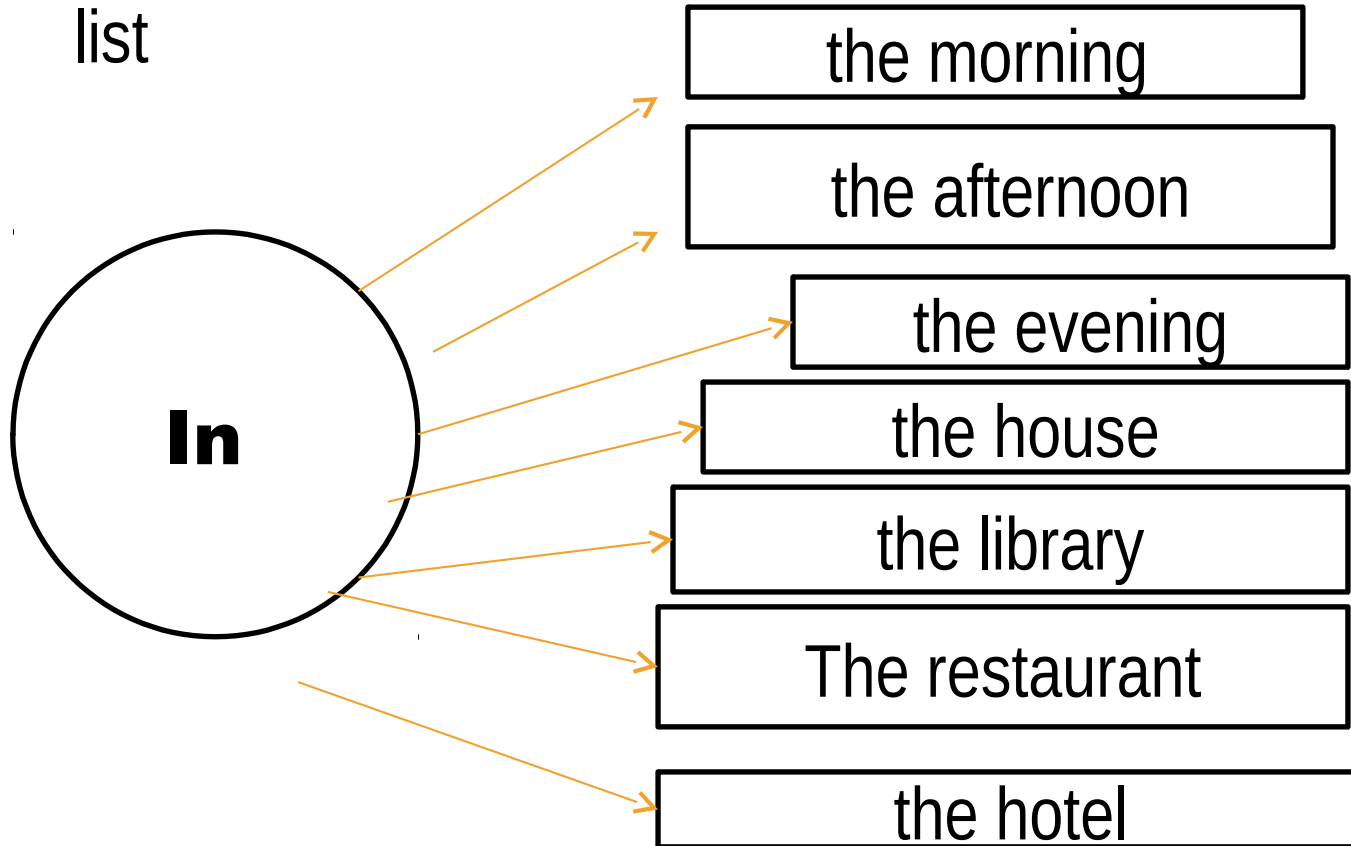 list
the morning
the afternoon
the evening
In
the house
the library
The restaurant
the hotel